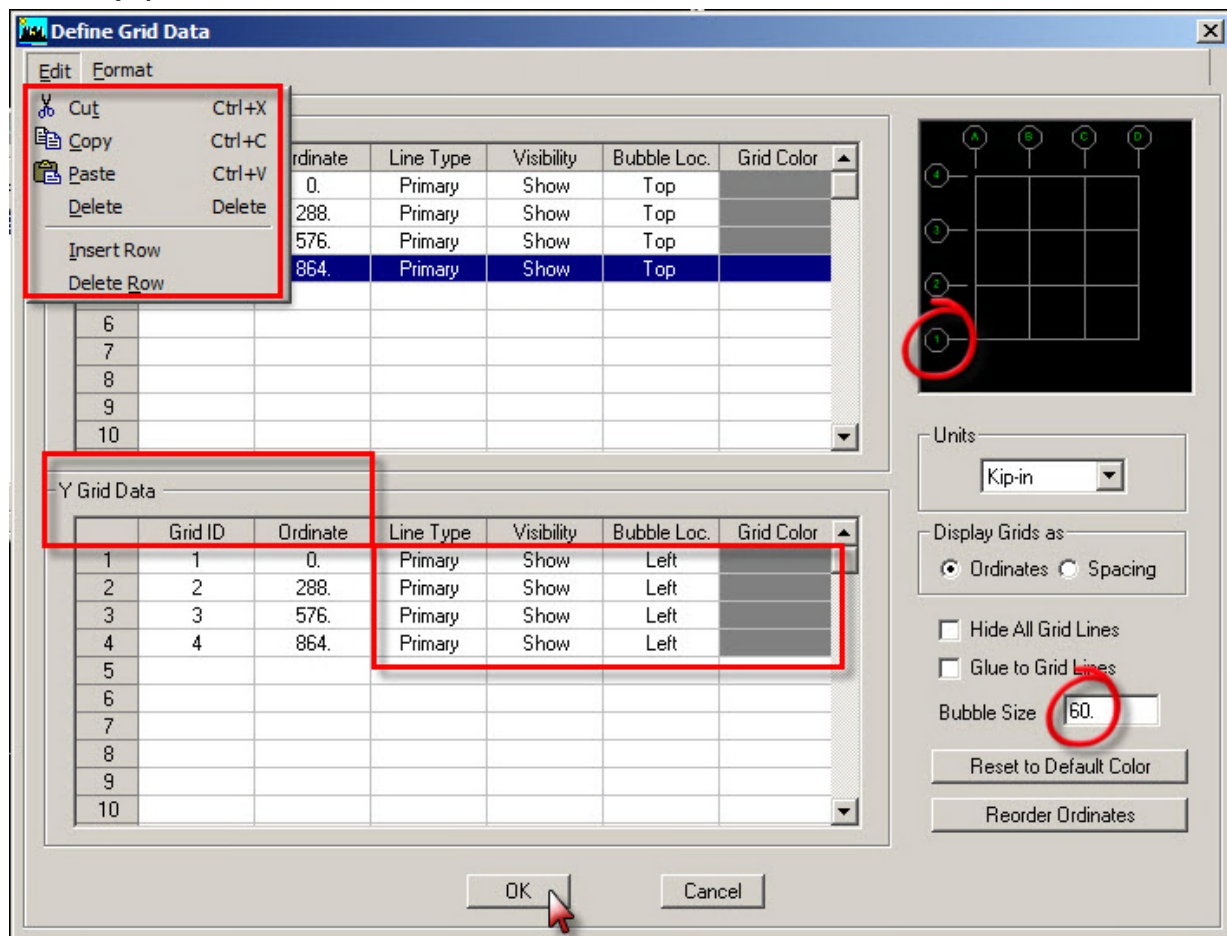 Define Grid Data
Edit Format
Cut Ctrl+X
Copy Ctrl+C
Paste Ctrl+V
Delete Delete
Insert Row
Delete Row
rdinate Line Type Visibility Bubble Loc. Grid Color
0. Primary Show Top
288. Primary Show Top
576. Primary Show Top
864. Primary Show Top
6
7
8
9
10
A B C D
4
3
2
1
Units
Kip-in
Y Grid Data
Grid ID Ordinate Line Type Visibility Bubble Loc. Grid Color
1 1 0. Primary Show Left
2 2 288. Primary Show Left
3 3 576. Primary Show Left
4 4 864. Primary Show Left
5
6
7
8
9
10
Display Grids as
Ordinates Spacing
Hide All Grid Lines
Glue to Grid Lines
Bubble Size 60.
Reset to Default Color
Reorder Ordinates
OK Cancel